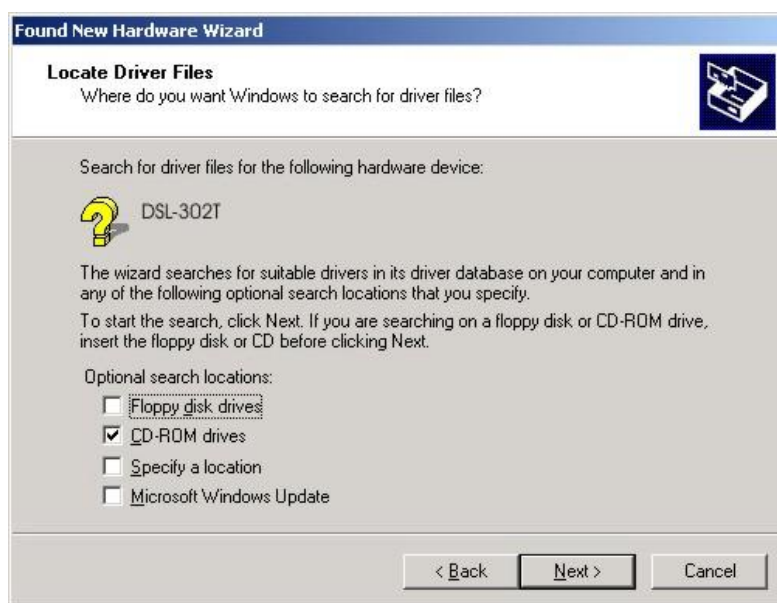 Found New Hardware Wizard
Locate Driver Files
Where do you want Windows to search for driver files?
Search for driver files for the following hardware device:
DSL-302T
The wizard searches for suitable drivers in its driver database on your computer and in
any of the following optional search locations that you specify.
To start the search, click Next. If you are searching on a floppy disk or CD-ROM drive,
insert the floppy disk or CD before clicking Next.
Optional search locations:
Floppy disk drives
CD-ROM drives
Specify a location
Microsoft Windows Update
< Back Next > Cancel